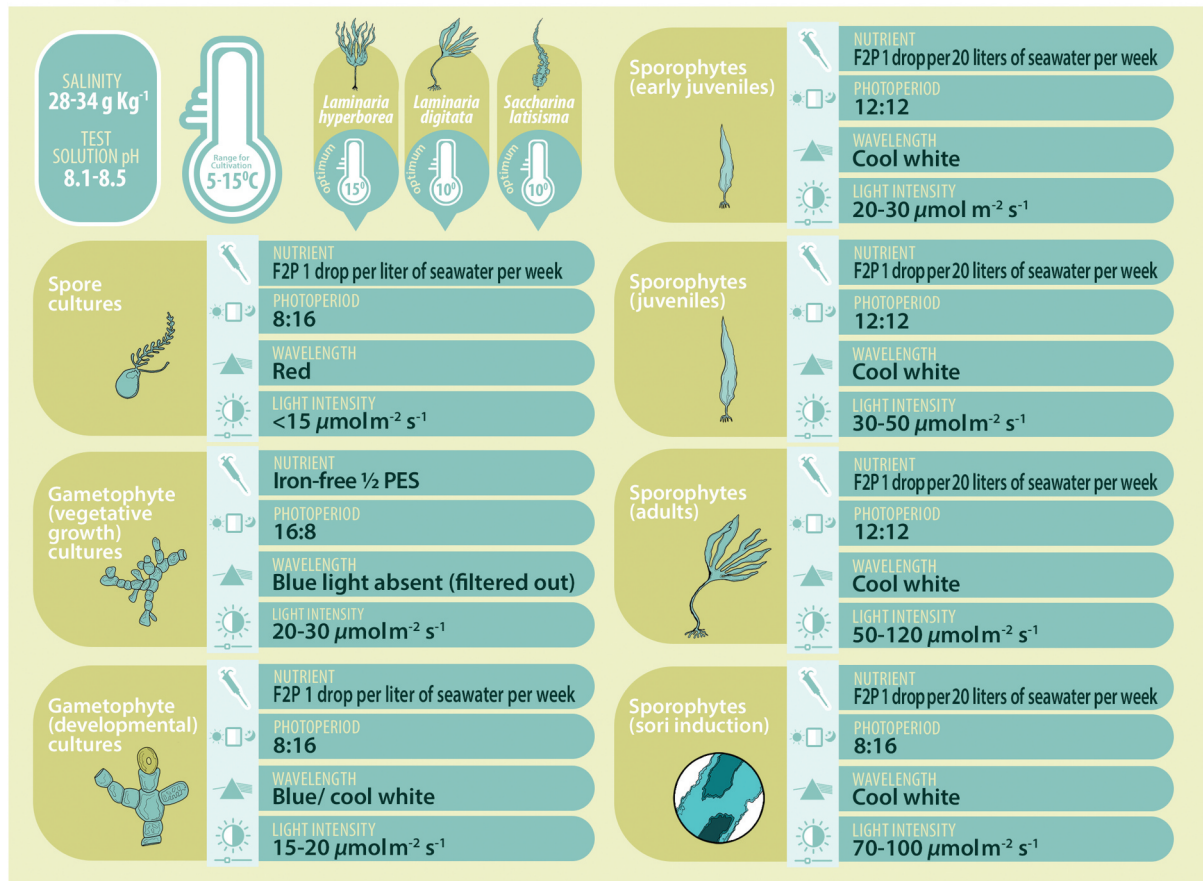 SALINITY
28-34 g Kg⁻¹
TEST
SOLUTION pH
8.1-8.5
Range for
Cultivation
5-15⁰C
Laminaria
hyperborea
optimum
15⁰
Laminaria
digitata
optimum
10⁰
Saccharina
latisisma
optimum
10⁰
Spore
cultures
NUTRIENT
F2P 1 drop per liter of seawater per week
PHOTOPERIOD
8:16
WAVELENGTH
Red
LIGHT INTENSITY
<15 µmol m⁻² s⁻¹
Gametophyte
(vegetative
growth)
cultures
NUTRIENT
Iron-free ½ PES
PHOTOPERIOD
16:8
WAVELENGTH
Blue light absent (filtered out)
LIGHT INTENSITY
20-30 µmol m⁻² s⁻¹
Gametophyte
(developmental)
cultures
NUTRIENT
F2P 1 drop per liter of seawater per week
PHOTOPERIOD
8:16
WAVELENGTH
Blue/ cool white
LIGHT INTENSITY
15-20 µmol m⁻² s⁻¹
Sporophytes
(early juveniles)
NUTRIENT
F2P 1 drop per 20 liters of seawater per week
PHOTOPERIOD
12:12
WAVELENGTH
Cool white
LIGHT INTENSITY
20-30 µmol m⁻² s⁻¹
Sporophytes
(juveniles)
NUTRIENT
F2P 1 drop per 20 liters of seawater per week
PHOTOPERIOD
12:12
WAVELENGTH
Cool white
LIGHT INTENSITY
30-50 µmol m⁻² s⁻¹
Sporophytes
(adults)
NUTRIENT
F2P 1 drop per 20 liters of seawater per week
PHOTOPERIOD
12:12
WAVELENGTH
Cool white
LIGHT INTENSITY
50-120 µmol m⁻² s⁻¹
Sporophytes
(sori induction)
NUTRIENT
F2P 1 drop per 20 liters of seawater per week
PHOTOPERIOD
8:16
WAVELENGTH
Cool white
LIGHT INTENSITY
70-100 µmol m⁻² s⁻¹